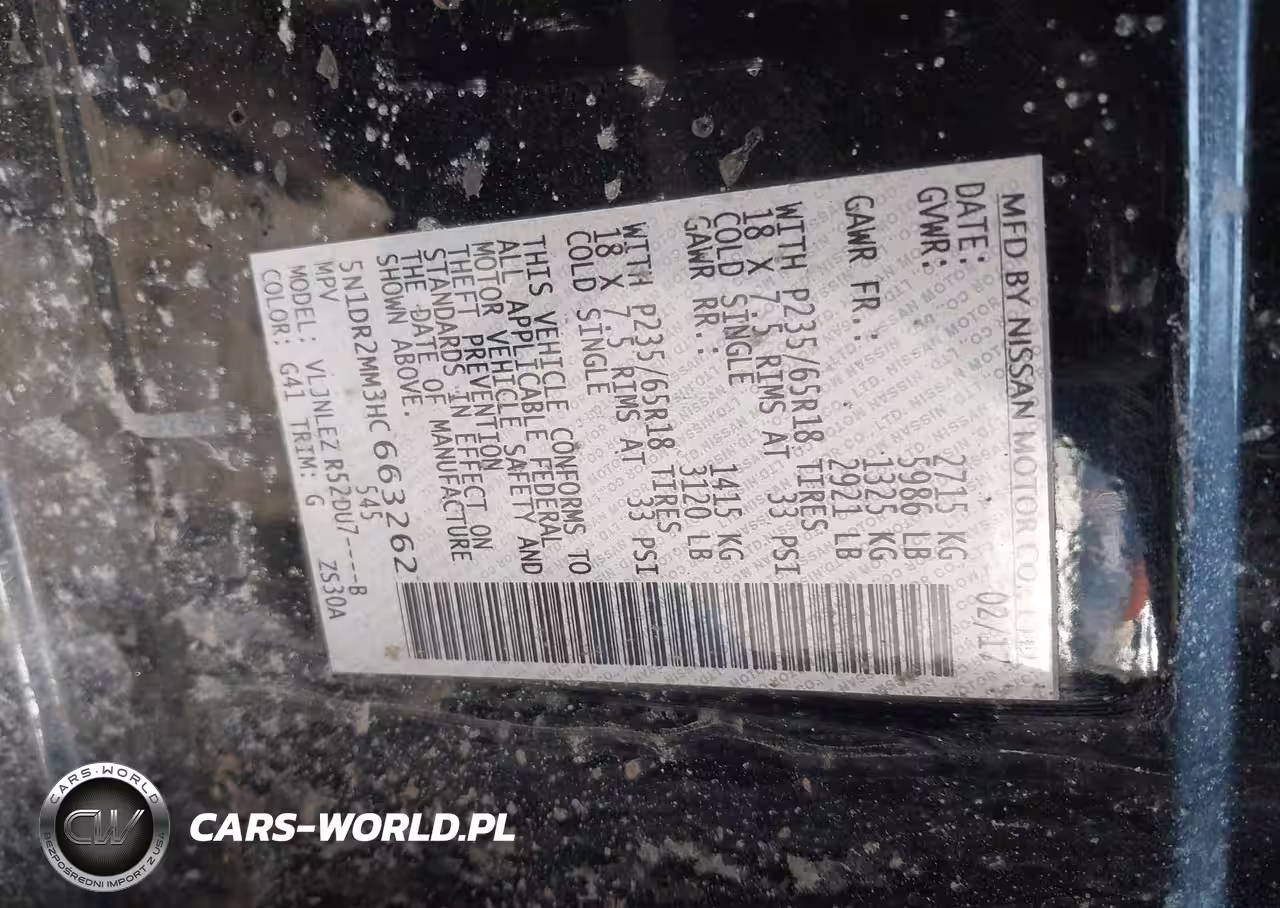 MFD BY NISSAN MOTOR CO., LTD.
DATE: 02/17
GVWR: 2715 KG
5986 LB
GAWR FR.: 1325 KG
2921 LB
WITH P235/65R18 TIRES
18 X 7.5 RIMS AT 33 PSI
COLD SINGLE 1415 KG
GAWR RR.: 3120 LB
WITH P235/65R18 TIRES
18 X 7.5 RIMS AT 33 PSI
COLD SINGLE
THIS VEHICLE CONFORMS TO
ALL APPLICABLE FEDERAL
MOTOR VEHICLE SAFETY AND
THEFT PREVENTION
STANDARDS IN EFFECT ON
THE DATE OF MANUFACTURE
SHOWN ABOVE.
5N1DR2MM3HC663262
MPV 545
MODEL: VLJNLEZ R52DU7----B
COLOR: G41 TRIM: G ZS30A
CARS-WORLD
CW
BEZPOŚREDNI IMPORT Z USA
CARS-WORLD.PL